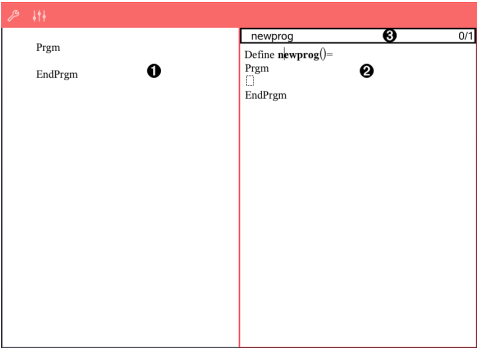 Prgm
EndPrgm
❶
newprog ❸ 0/1
Define newprog()=
Prgm
❷
EndPrgm